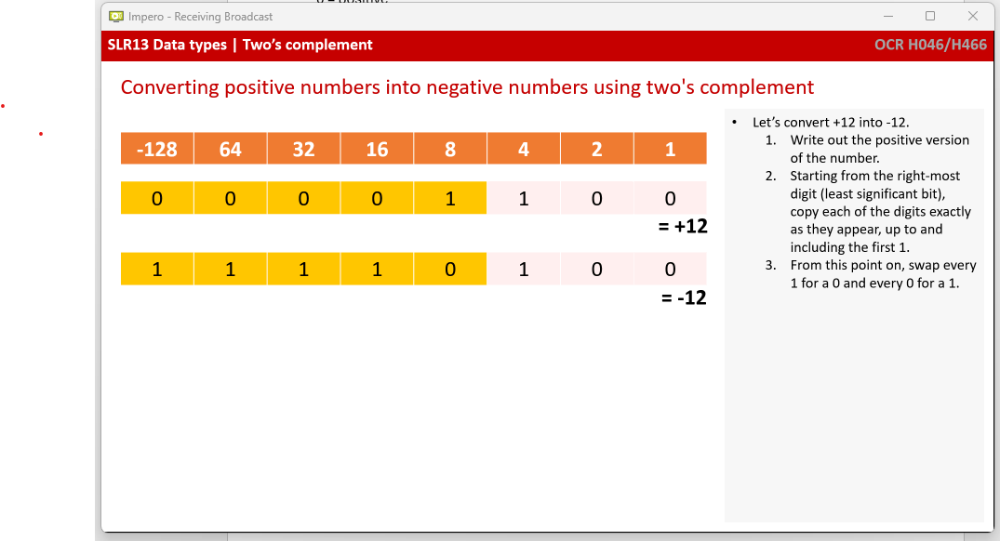 Impero - Receiving Broadcast
SLR13 Data types | Two’s complement
OCR H046/H466
Converting positive numbers into negative numbers using two's complement
-128 64 32 16 8 4 2 1
0 0 0 0 1 1 0 0
= +12
1 1 1 1 0 1 0 0
= -12
• Let’s convert +12 into -12.
1. Write out the positive version
of the number.
2. Starting from the right-most
digit (least significant bit),
copy each of the digits exactly
as they appear, up to and
including the first 1.
3. From this point on, swap every
1 for a 0 and every 0 for a 1.